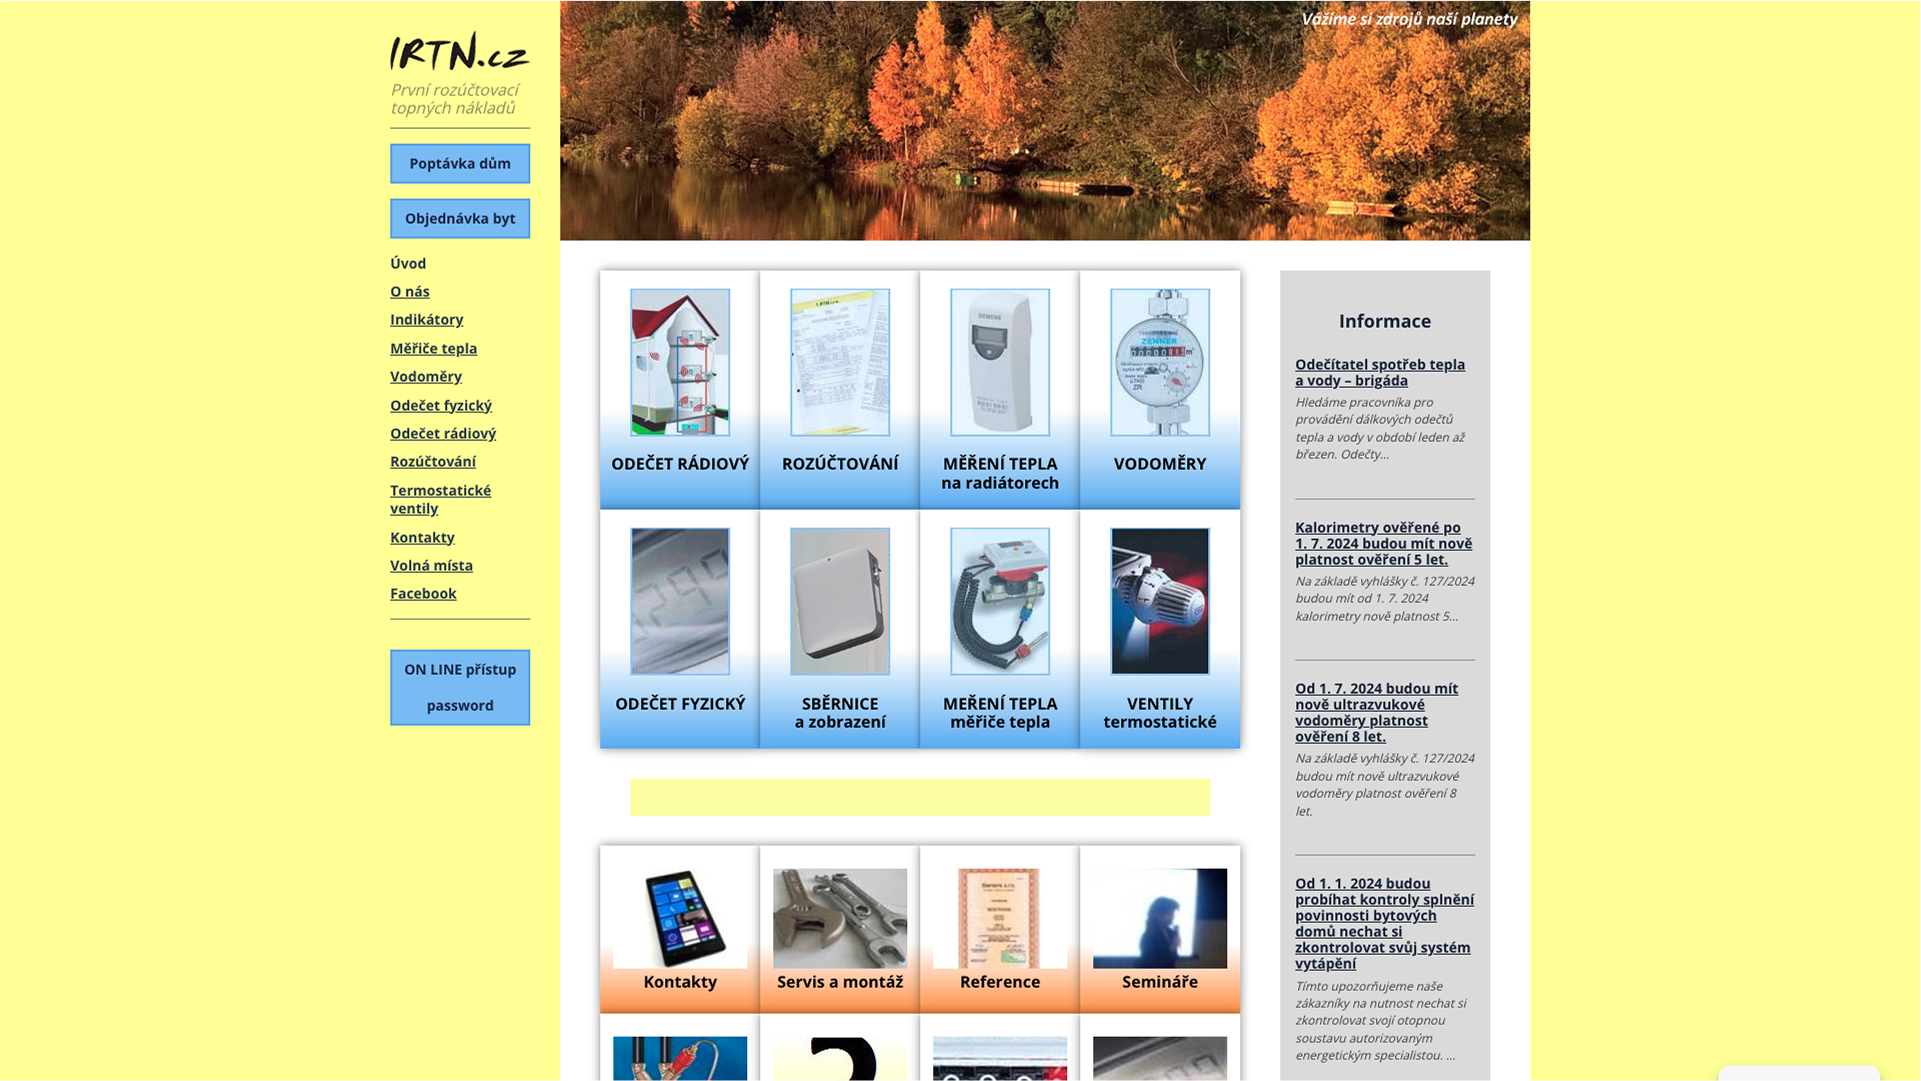 IRTN.cz
První rozúčtovací
topných nákladů
Poptávka dům
Objednávka byt
Úvod
O nás
Indikátory
Měřiče tepla
Vodoměry
Odečet fyzický
Odečet rádiový
Rozúčtování
Termostatické
ventily
Kontakty
Volná místa
Facebook
ON LINE přístup
password
Vážíme si zdrojů naší planety
ODEČET RÁDIOVÝ
ROZÚČTOVÁNÍ
MĚŘENÍ TEPLA
na radiátorech
VODOMĚRY
SIEMENS
ZENNER
ODEČET FYZICKÝ
SBĚRNICE
a zobrazení
MEŘENÍ TEPLA
měřiče tepla
VENTILY
termostatické
Kontakty
Servis a montáž
Reference
Semináře
Informace
Odečítatel spotřeb tepla
a vody – brigáda
Hledáme pracovníka pro
provádění dálkových odečtů
tepla a vody v období leden až
březen. Odečty...
Kalorimetry ověřené po
1. 7. 2024 budou mít nově
platnost ověření 5 let.
Na základě vyhlášky č. 127/2024
budou mít od 1. 7. 2024
kalorimetry nově platnost 5...
Od 1. 7. 2024 budou mít
nově ultrazvukové
vodoměry platnost
ověření 8 let.
Na základě vyhlášky č. 127/2024
budou mít nově ultrazvukové
vodoměry platnost ověření 8
let.
Od 1. 1. 2024 budou
probíhat kontroly splnění
povinnosti bytových
domů nechat si
zkontrolovat svůj systém
vytápění
Tímto upozorňujeme naše
zákazníky na nutnost nechat si
zkontrolovat svojí otopnou
soustavu autorizovaným
energetickým specialistou. ...